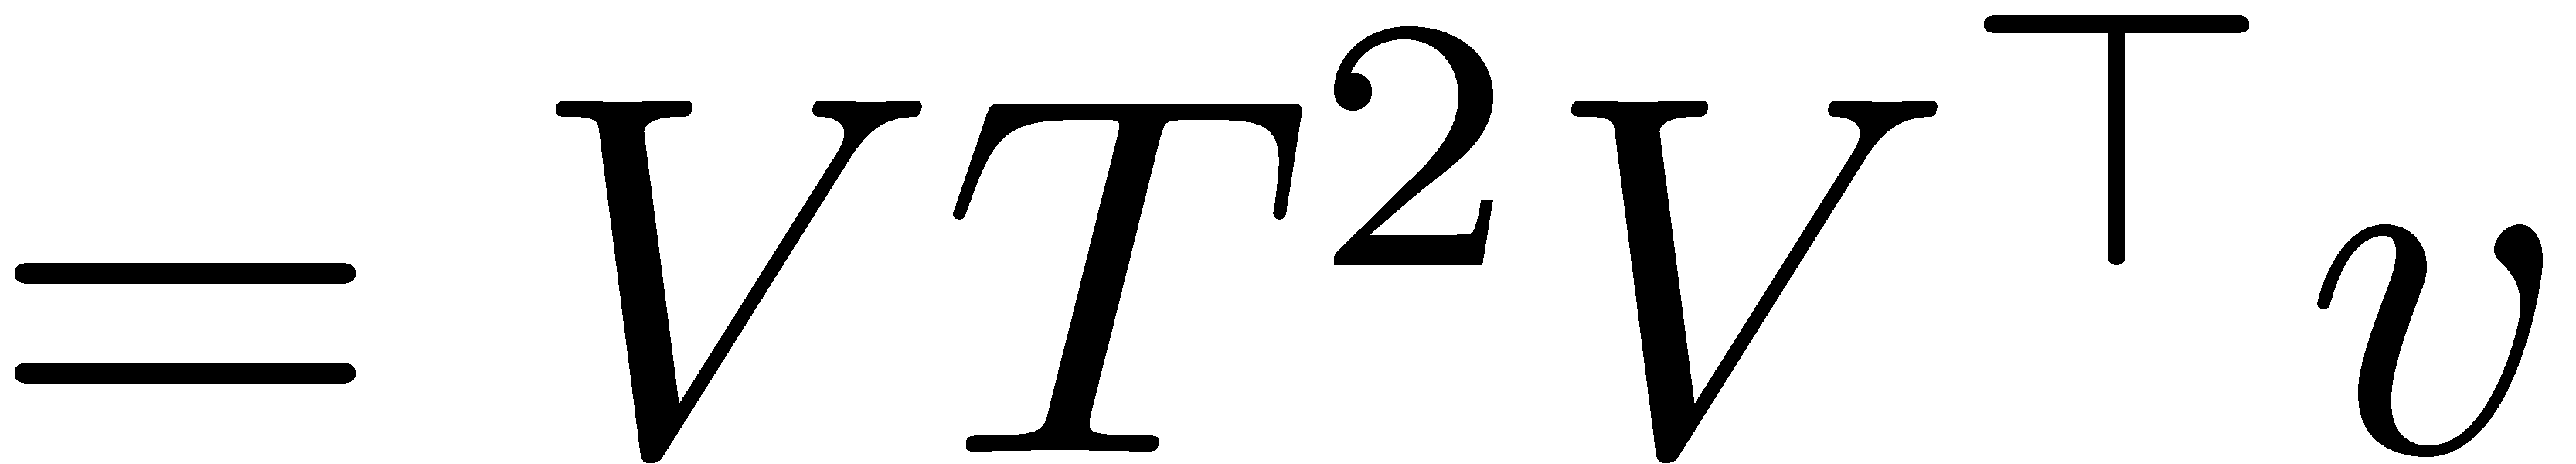 = VT²V^⊤v